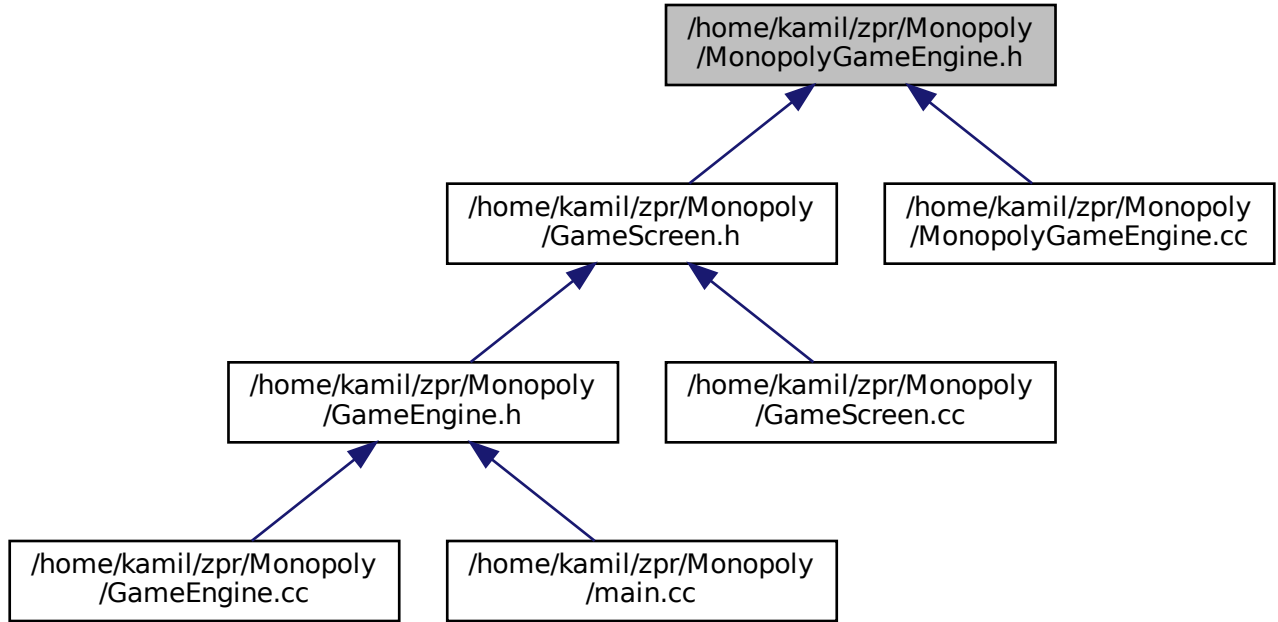 /home/kamil/zpr/Monopoly
/MonopolyGameEngine.h
/home/kamil/zpr/Monopoly
/GameScreen.h
/home/kamil/zpr/Monopoly
/MonopolyGameEngine.cc
/home/kamil/zpr/Monopoly
/GameEngine.h
/home/kamil/zpr/Monopoly
/GameScreen.cc
/home/kamil/zpr/Monopoly
/GameEngine.cc
/home/kamil/zpr/Monopoly
/main.cc